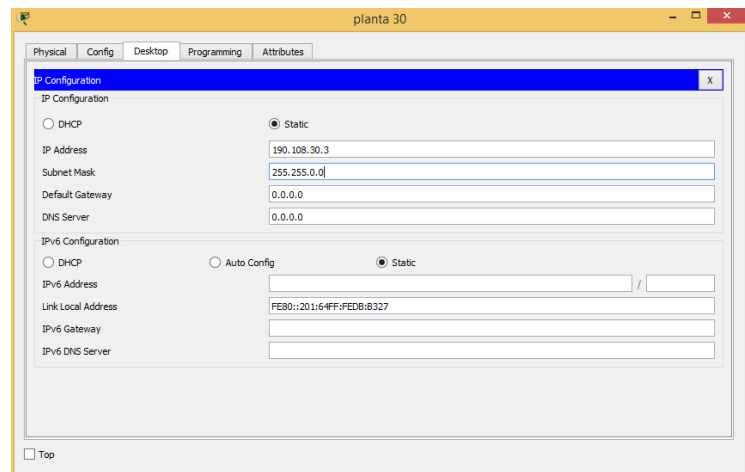 planta 30
Physical Config Desktop Programming Attributes
IP Configuration X
IP Configuration
DHCP Static
IP Address 190.108.30.3
Subnet Mask 255.255.0.0
Default Gateway 0.0.0.0
DNS Server 0.0.0.0
IPv6 Configuration
DHCP Auto Config Static
IPv6 Address /
Link Local Address FE80::201:64FF:FEDB:B327
IPv6 Gateway
IPv6 DNS Server
Top